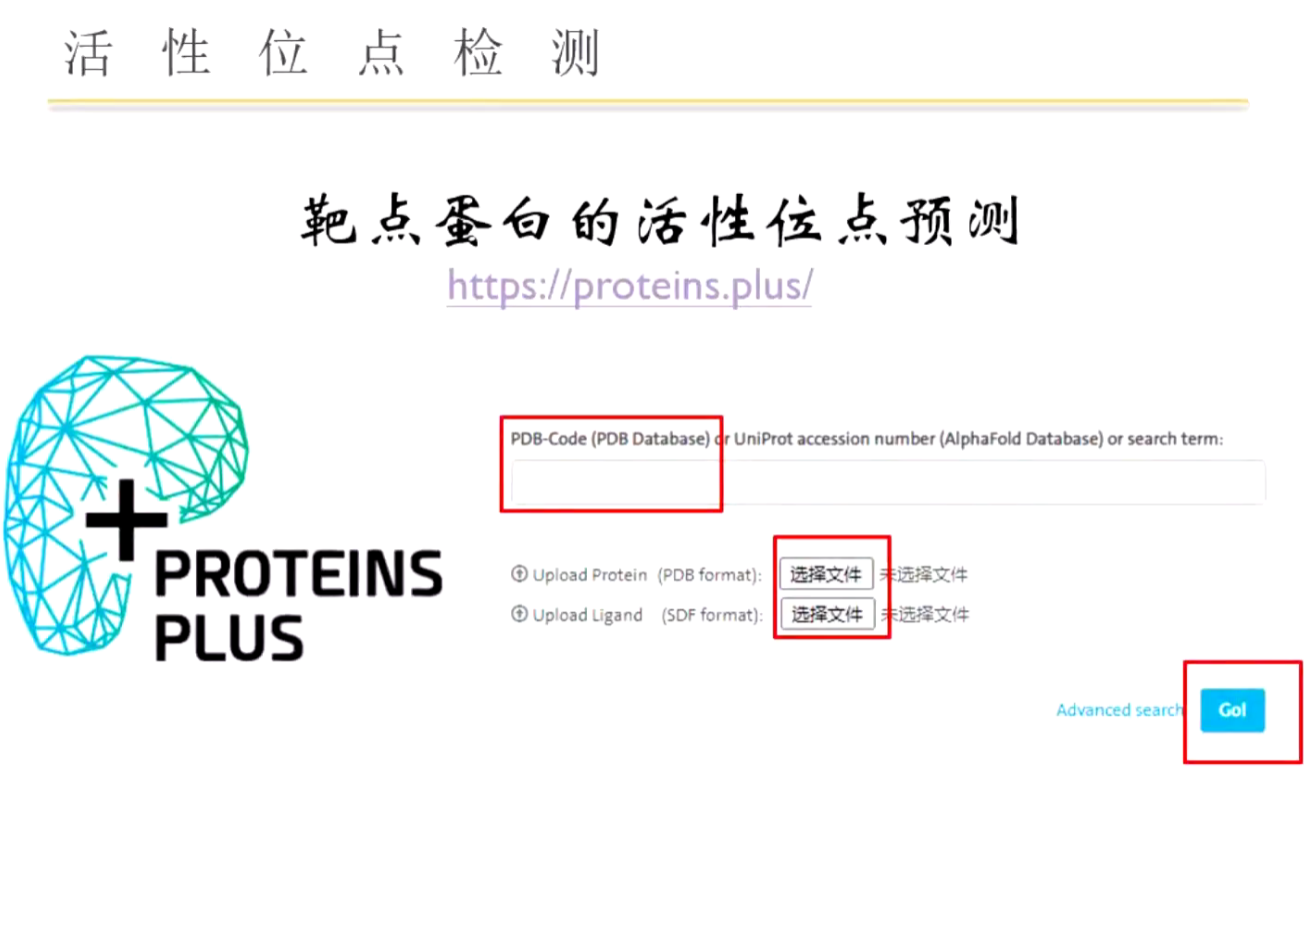 活性位点检测
靶点蛋白的活性位点预测
https://proteins.plus/
PROTEINS
PLUS
PDB-Code (PDB Database) or UniProt accession number (AlphaFold Database) or search term:
Upload Protein (PDB format): 选择文件 未选择文件
Upload Ligand (SDF format): 选择文件 未选择文件
Advanced search Go!